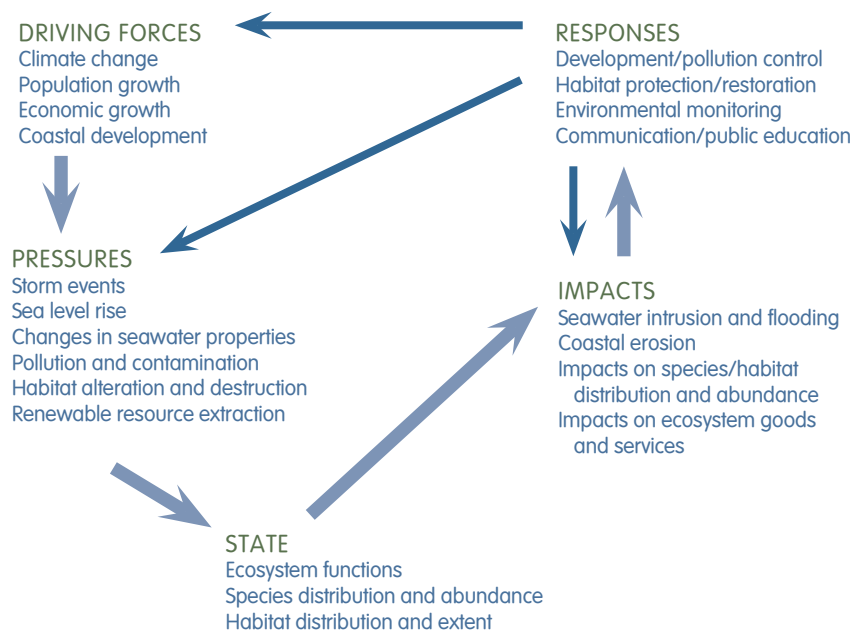 DRIVING FORCES
Climate change
Population growth
Economic growth
Coastal development
RESPONSES
Development/pollution control
Habitat protection/restoration
Environmental monitoring
Communication/public education
PRESSURES
Storm events
Sea level rise
Changes in seawater properties
Pollution and contamination
Habitat alteration and destruction
Renewable resource extraction
IMPACTS
Seawater intrusion and flooding
Coastal erosion
Impacts on species/habitat
distribution and abundance
Impacts on ecosystem goods
and services
STATE
Ecosystem functions
Species distribution and abundance
Habitat distribution and extent